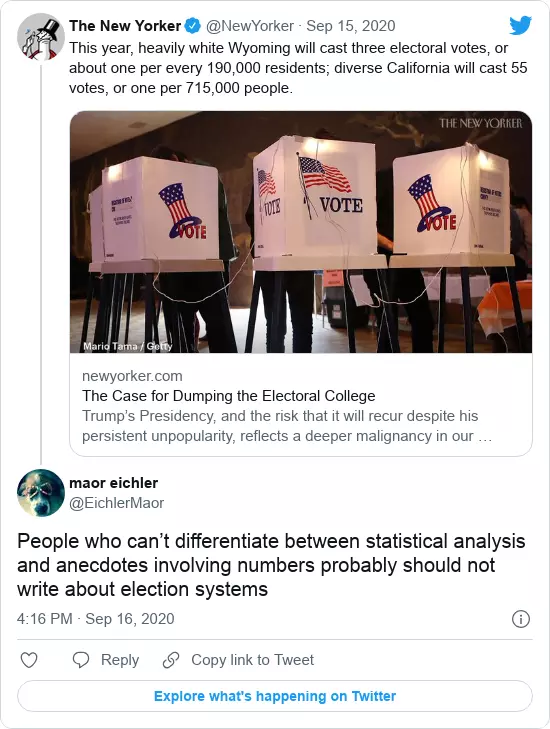 The New Yorker @NewYorker · Sep 15, 2020
This year, heavily white Wyoming will cast three electoral votes, or
about one per every 190,000 residents; diverse California will cast 55
votes, or one per 715,000 people.
THE NEW YORKER
VOTE
VOTE
VOTE
VOTE
Mario Tama / Getty
newyorker.com
The Case for Dumping the Electoral College
Trump's Presidency, and the risk that it will recur despite his
persistent unpopularity, reflects a deeper malignancy in our …
maor eichler
@EichlerMaor
People who can't differentiate between statistical analysis
and anecdotes involving numbers probably should not
write about election systems
4:16 PM · Sep 16, 2020
Reply
Copy link to Tweet
Explore what's happening on Twitter